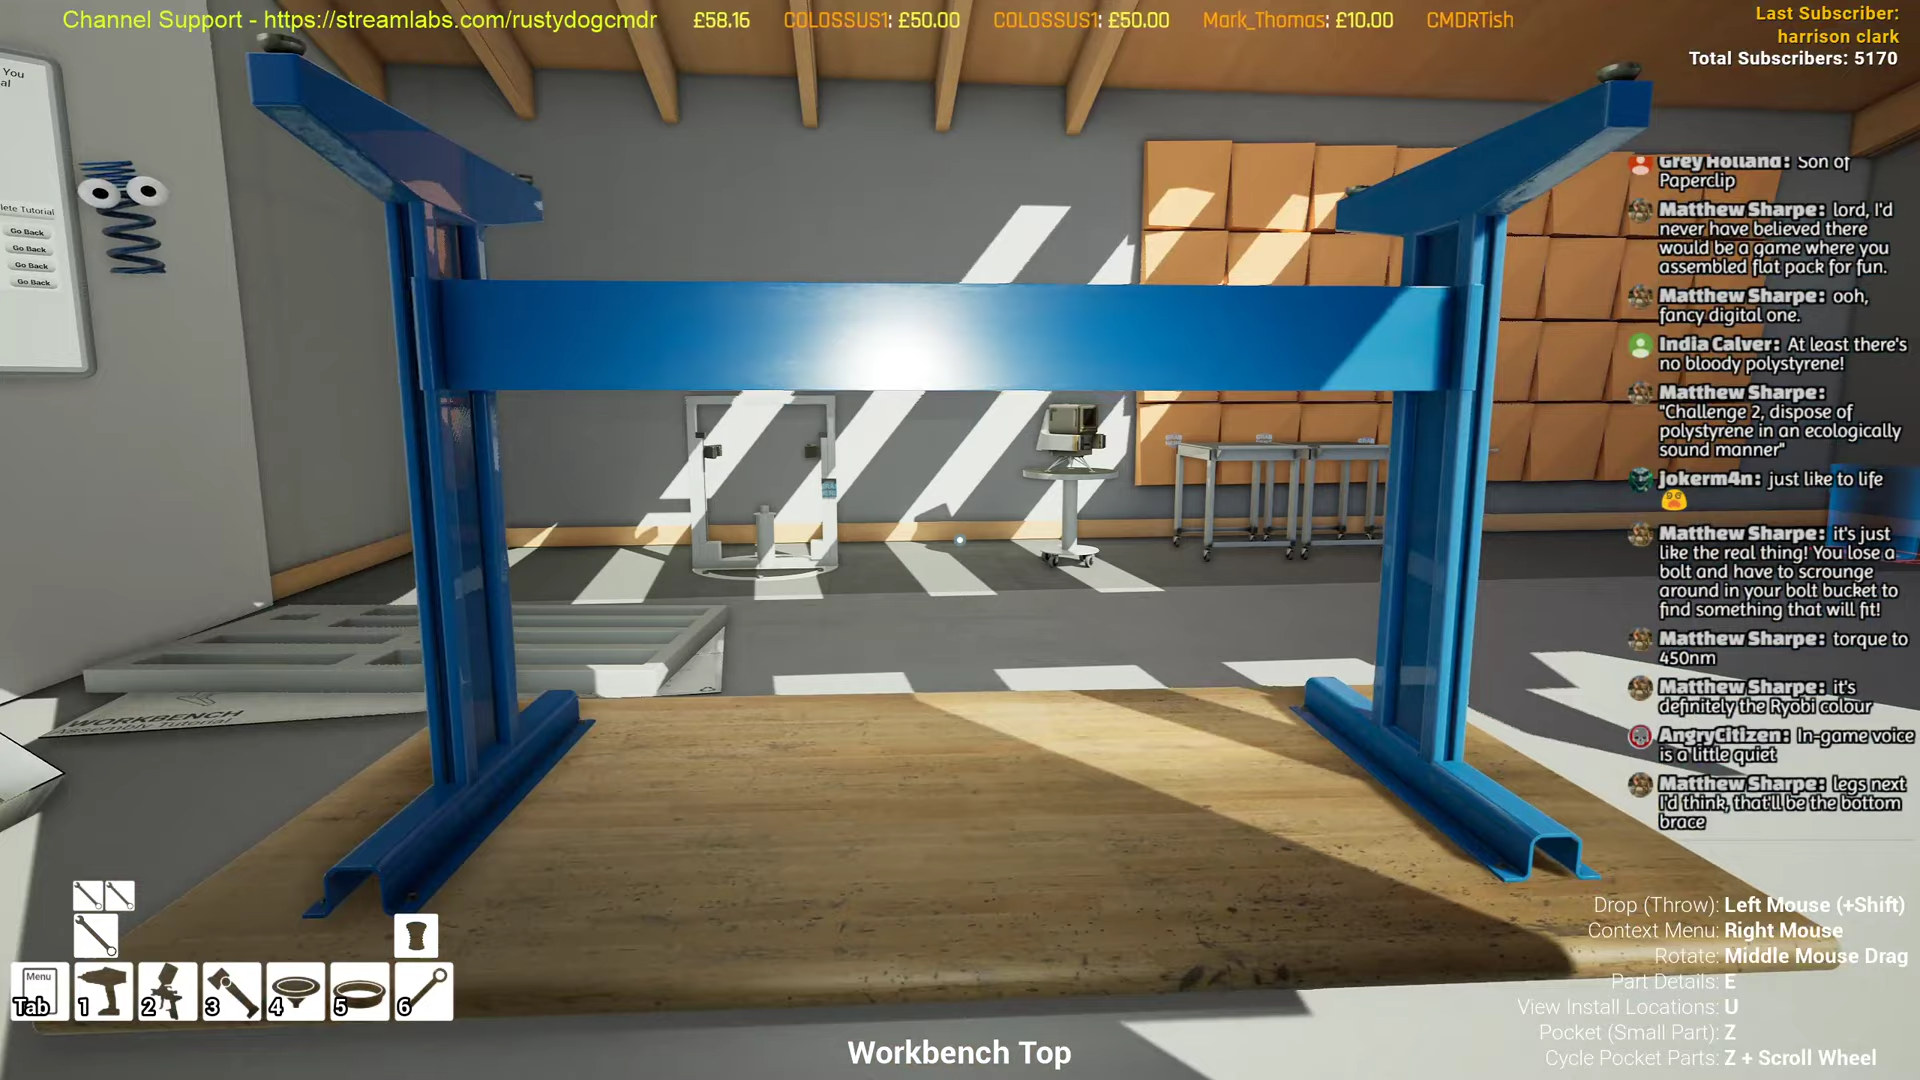 Channel Support - https://streamlabs.com/rustydogcmdr £58.16 COLOSSUS1: £50.00 COLOSSUS1: £50.00 Mark_Thomas: £10.00 CMDRTish
Last Subscriber:
harrison clark
Total Subscribers: 5170
You
al
lete Tutorial
Go Back
Go Back
Go Back
Go Back
Grey Holland: Son of
Paperclip
Matthew Sharpe: lord, I'd
never have believed there
would be a game where you
assembled flat pack for fun.
Matthew Sharpe: ooh,
fancy digital one.
India Calver: At least there's
no bloody polystyrene!
Matthew Sharpe:
"Challenge 2, dispose of
polystyrene in an ecologically
sound manner"
jokerm4n: just like to life
Matthew Sharpe: it's just
like the real thing! You lose a
bolt and have to scrounge
around in your bolt bucket to
find something that will fit!
Matthew Sharpe: torque to
450nm
Matthew Sharpe: it's
definitely the Ryobi colour
AngryCitizen: In-game voice
is a little quiet
Matthew Sharpe: legs next
I'd think, that'll be the bottom
brace
WORKBENCH
Assembly Tutorial
Drop (Throw): Left Mouse (+Shift)
Context Menu: Right Mouse
Rotate: Middle Mouse Drag
Part Details: E
View Install Locations: U
Pocket (Small Part): Z
Cycle Pocket Parts: Z + Scroll Wheel
Menu
Tab 1 2 3 4 5 6
Workbench Top